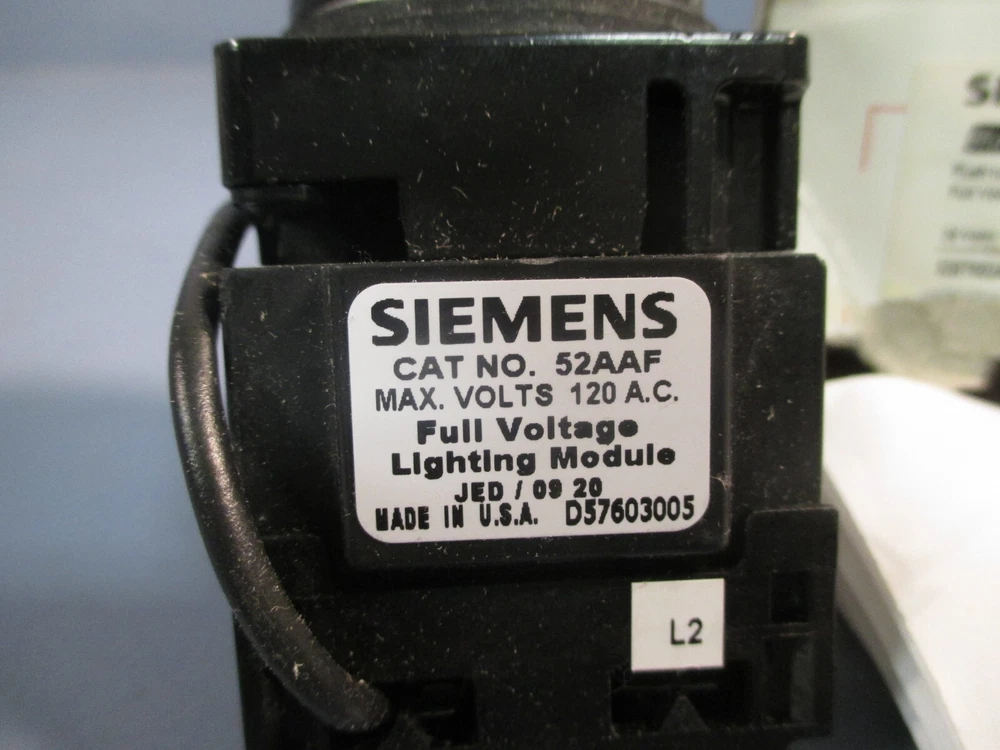 SIEMENS
CAT NO. 52AAF
MAX. VOLTS 120 A.C.
Full Voltage
Lighting Module
JED / 09 20
MADE IN U.S.A. D57603005
L2